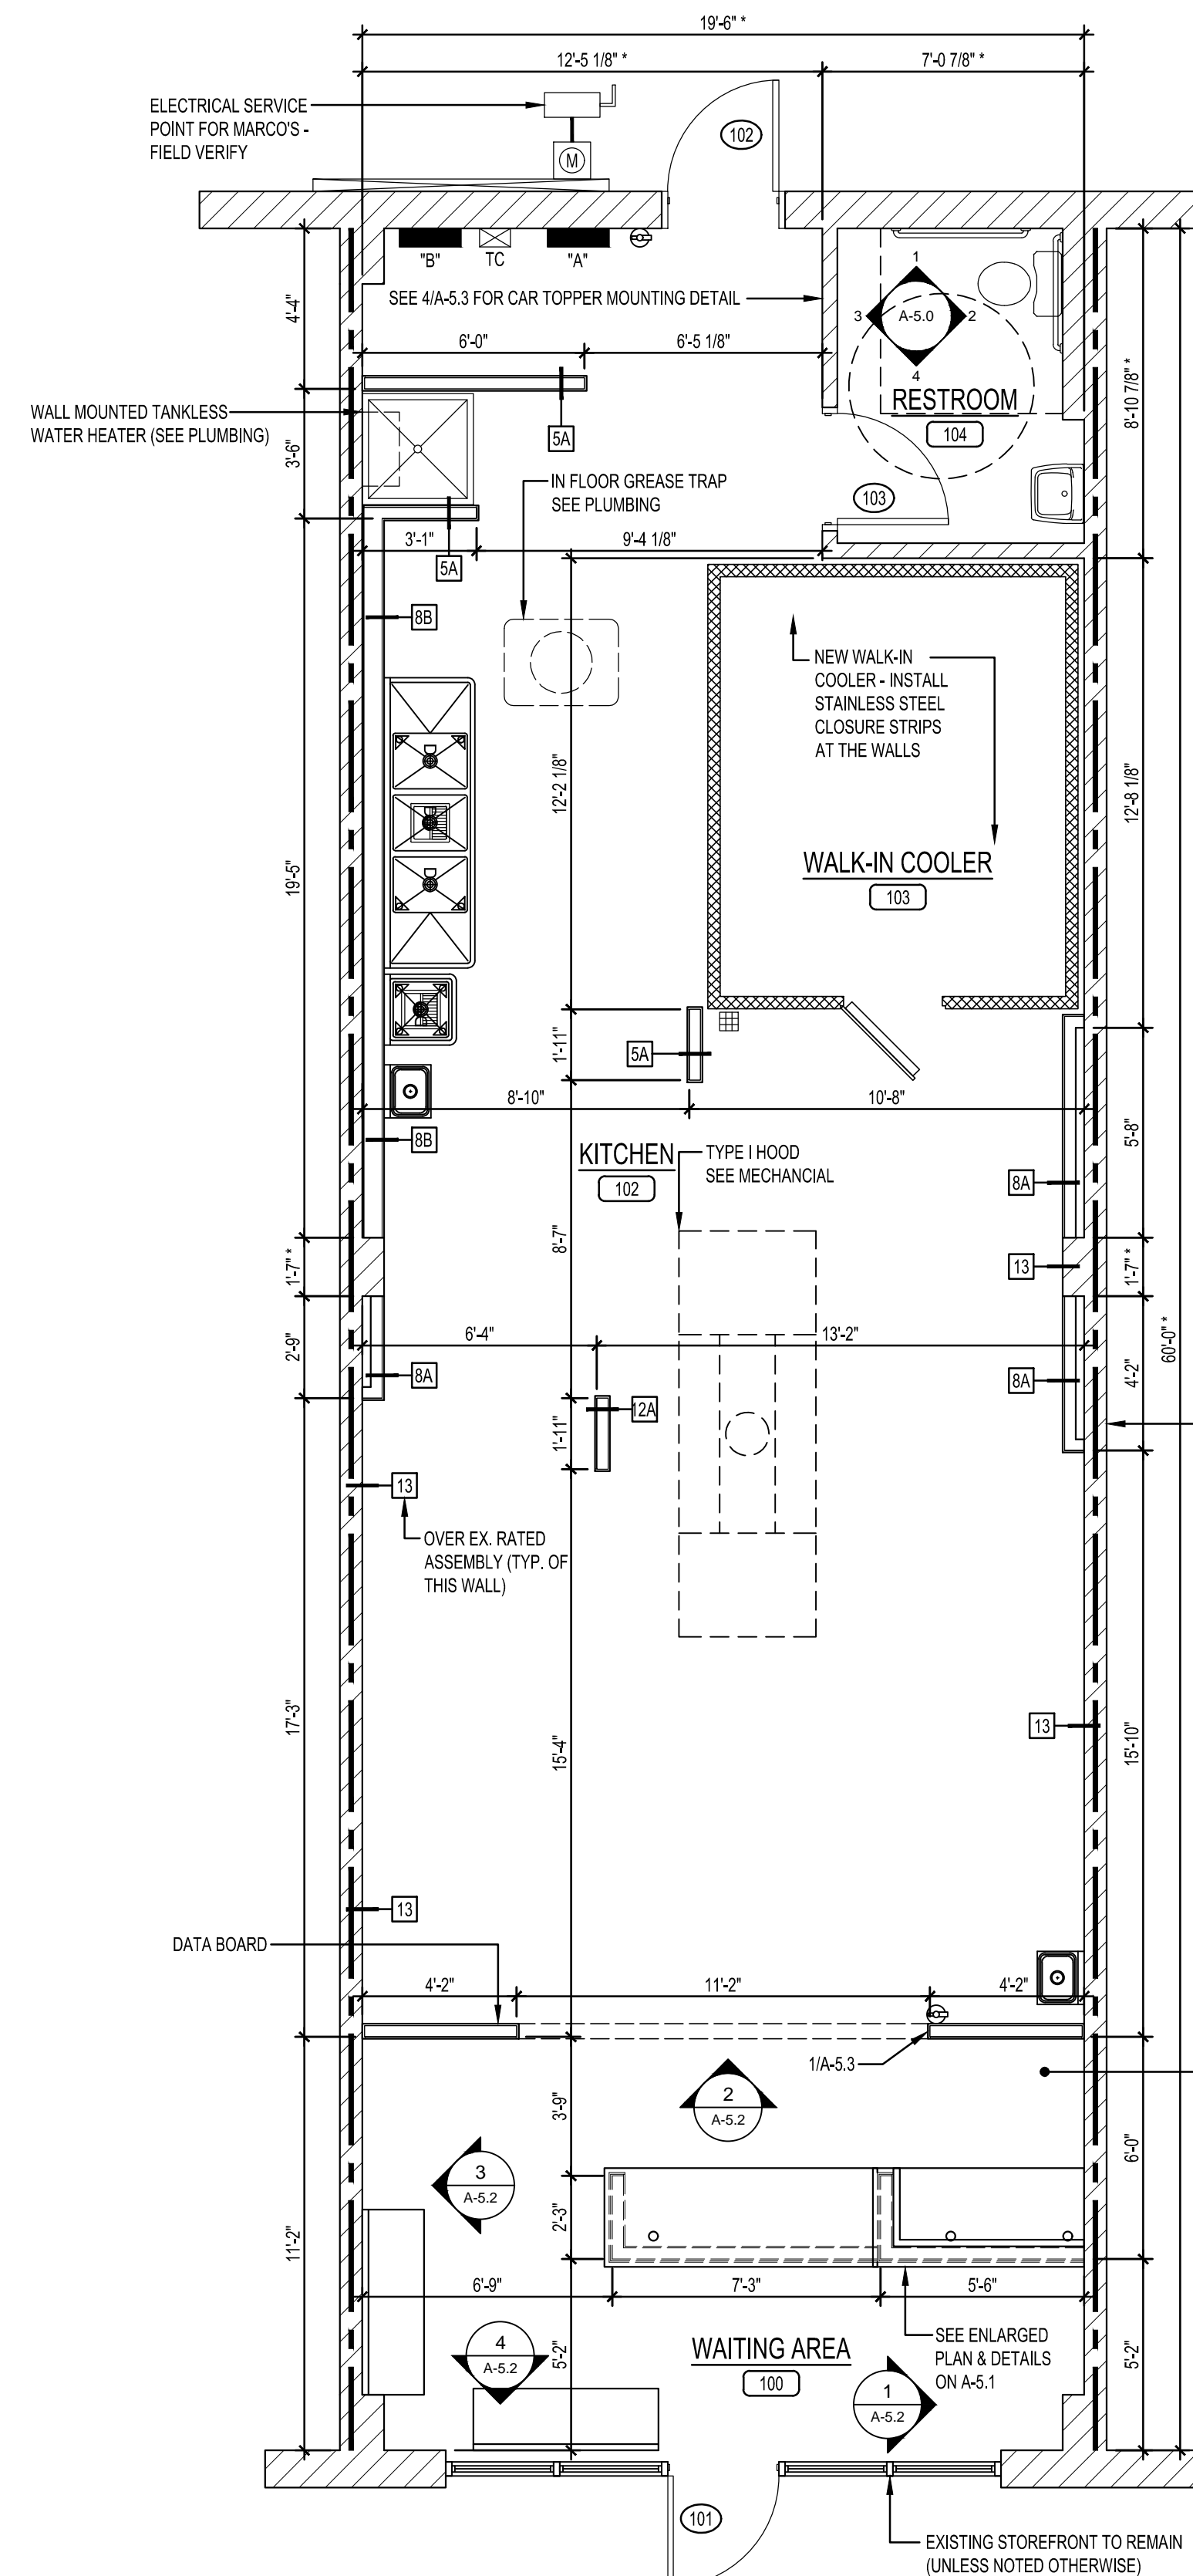 19'-6" *
12'-5 1/8" *
7'-0 7/8" *
ELECTRICAL SERVICE
POINT FOR MARCO'S -
FIELD VERIFY
M
102
"B"
TC
"A"
SEE 4/A-5.3 FOR CAR TOPPER MOUNTING DETAIL
1
3
A-5.0
2
4
4'-4"
6'-0"
6'-5 1/8"
RESTROOM
104
8'-10 7/8" *
WALL MOUNTED TANKLESS
WATER HEATER (SEE PLUMBING)
3'-6"
5A
IN FLOOR GREASE TRAP
SEE PLUMBING
103
3'-1"
9'-4 1/8"
5A
8B
NEW WALK-IN
COOLER - INSTALL
STAINLESS STEEL
CLOSURE STRIPS
AT THE WALLS
12'-2 1/8"
12'-8 1/8"
WALK-IN COOLER
103
19'-5"
1'-11"
5A
8'-10"
10'-8"
8B
KITCHEN
102
TYPE I HOOD
SEE MECHANCIAL
5'-8"
8A
8'-7"
1'-7" *
13
1'-7" *
60'-0" *
2'-9"
6'-4"
13'-2"
8A
8A
4'-2"
12A
1'-11"
13
OVER EX. RATED
ASSEMBLY (TYP. OF
THIS WALL)
17'-3"
15'-4"
13
15'-10"
13
DATA BOARD
4'-2"
11'-2"
4'-2"
1/A-5.3
2
A-5.2
3'-9"
3
A-5.2
6'-0"
2'-3"
11'-2"
6'-9"
7'-3"
5'-6"
4
A-5.2
5'-2"
WAITING AREA
100
SEE ENLARGED
PLAN & DETAILS
ON A-5.1
5'-2"
1
A-5.2
101
EXISTING STOREFRONT TO REMAIN
(UNLESS NOTED OTHERWISE)